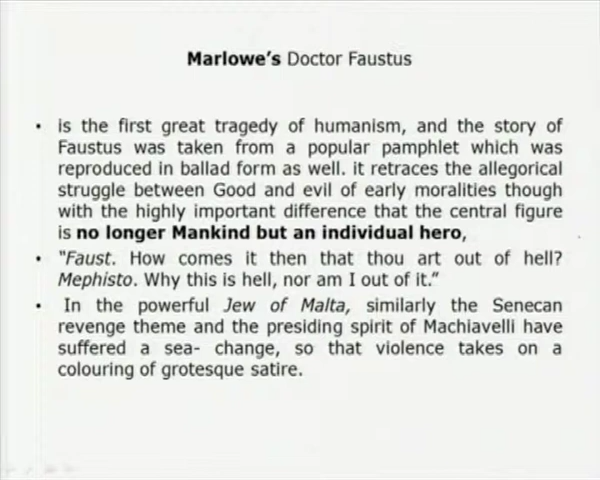 Marlowe's Doctor Faustus
• is the first great tragedy of humanism, and the story of
Faustus was taken from a popular pamphlet which was
reproduced in ballad form as well. it retraces the allegorical
struggle between Good and evil of early moralities though
with the highly important difference that the central figure
is no longer Mankind but an individual hero,
• "Faust. How comes it then that thou art out of hell?
Mephisto. Why this is hell, nor am I out of it."
• In the powerful Jew of Malta, similarly the Senecan
revenge theme and the presiding spirit of Machiavelli have
suffered a sea- change, so that violence takes on a
colouring of grotesque satire.